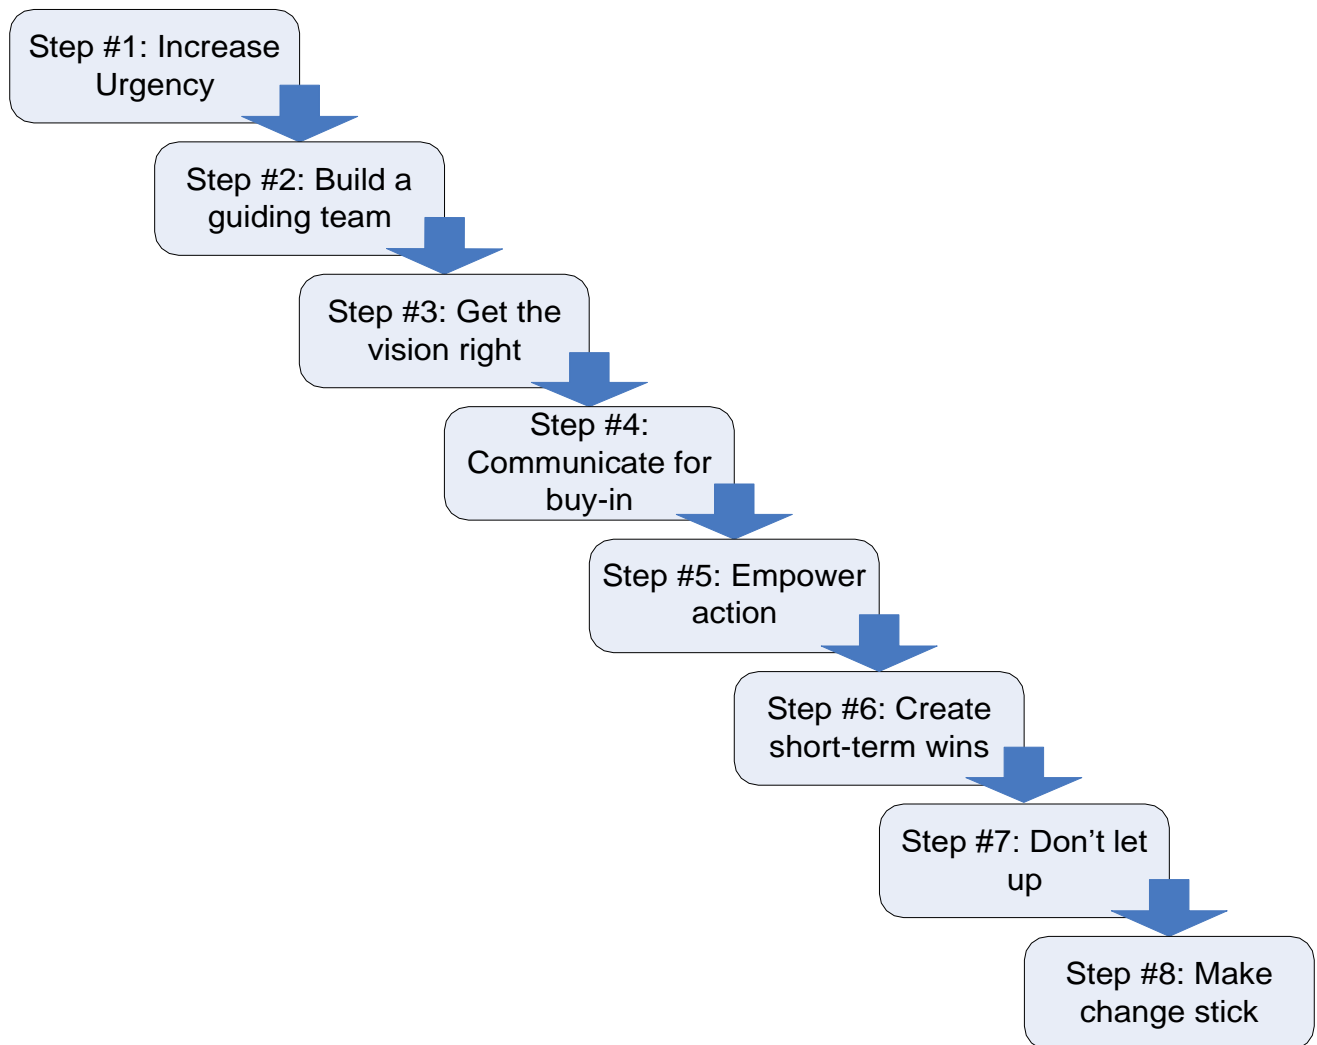 Step #1: Increase
Urgency
Step #2: Build a
guiding team
Step #3: Get the
vision right
Step #4:
Communicate for
buy-in
Step #5: Empower
action
Step #6: Create
short-term wins
Step #7: Don’t let
up
Step #8: Make
change stick